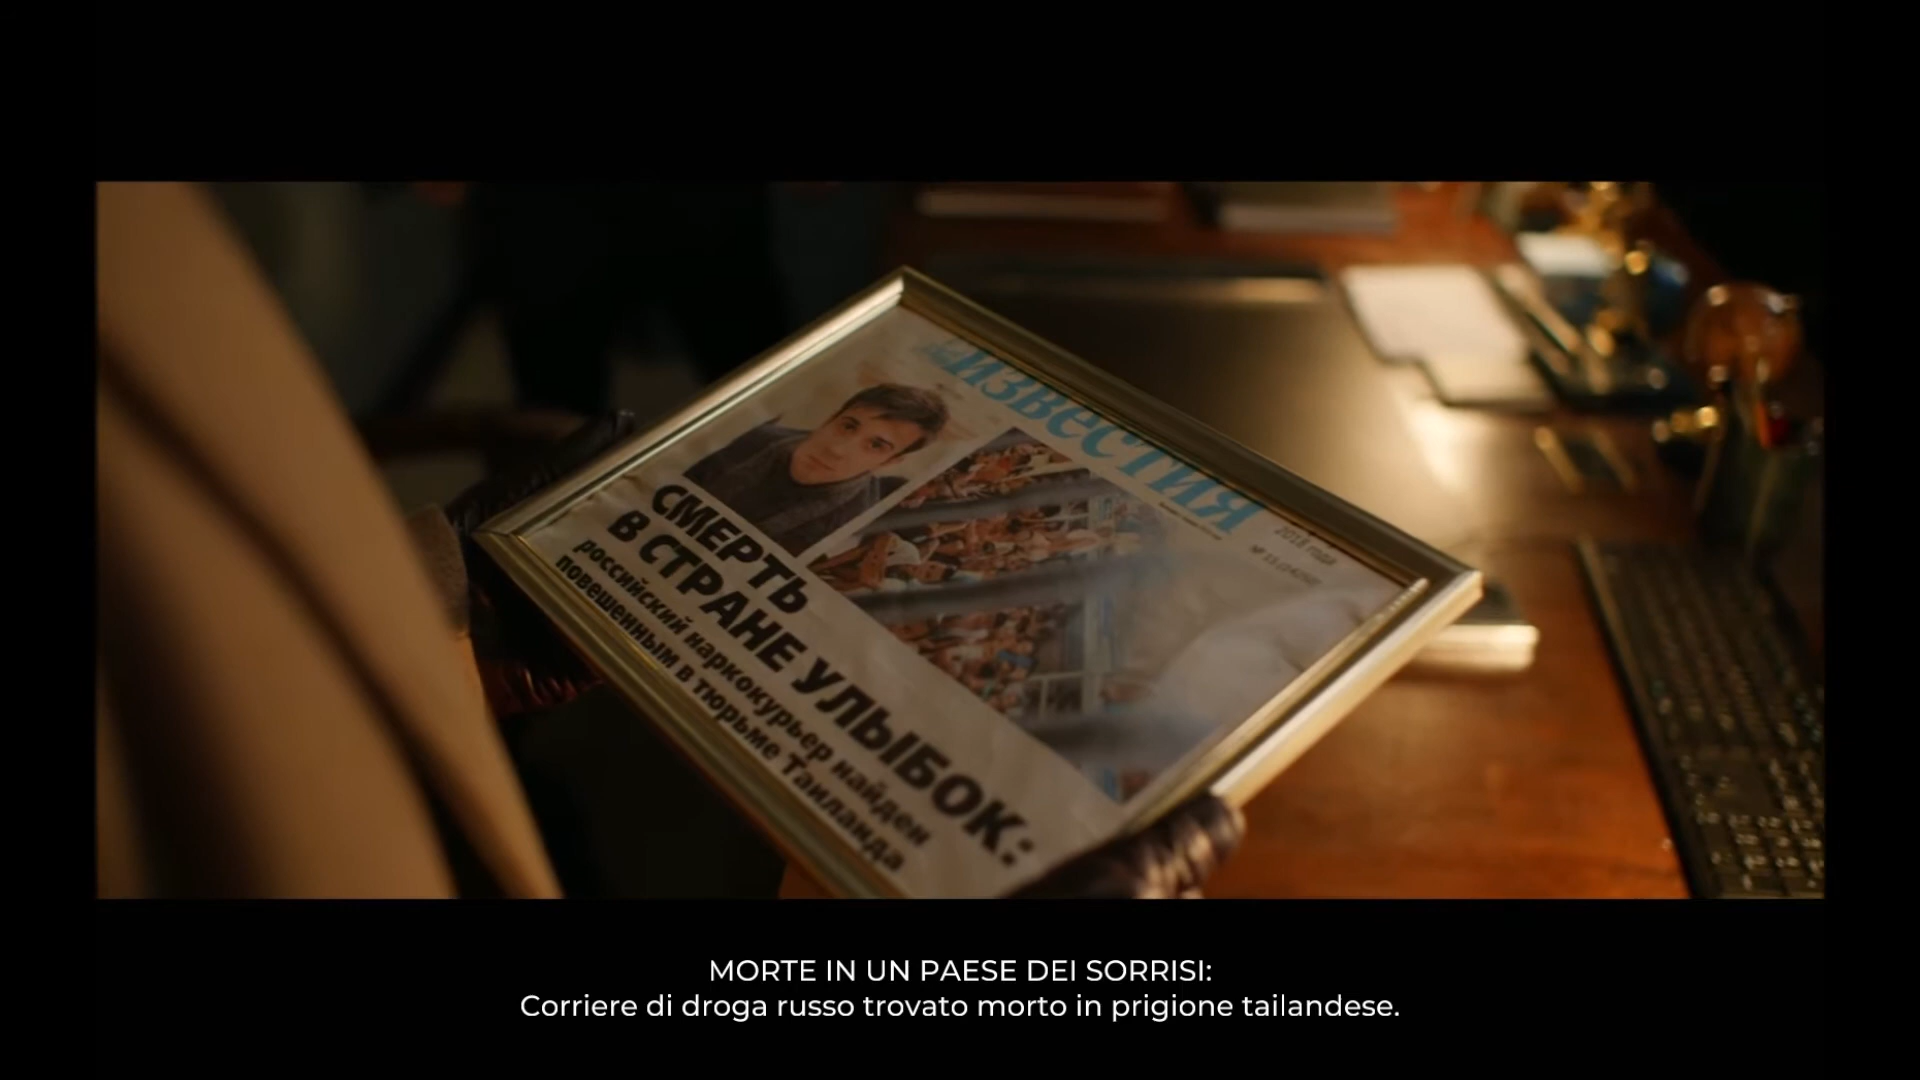 ИЗВЕСТИЯ
2018 года
СМЕРТЬ
В СТРАНЕ УЛЫБОК:
российский наркокурьер найден
повешенным в тюрьме Таиланда
MORTE IN UN PAESE DEI SORRISI:
Corriere di droga russo trovato morto in prigione tailandese.